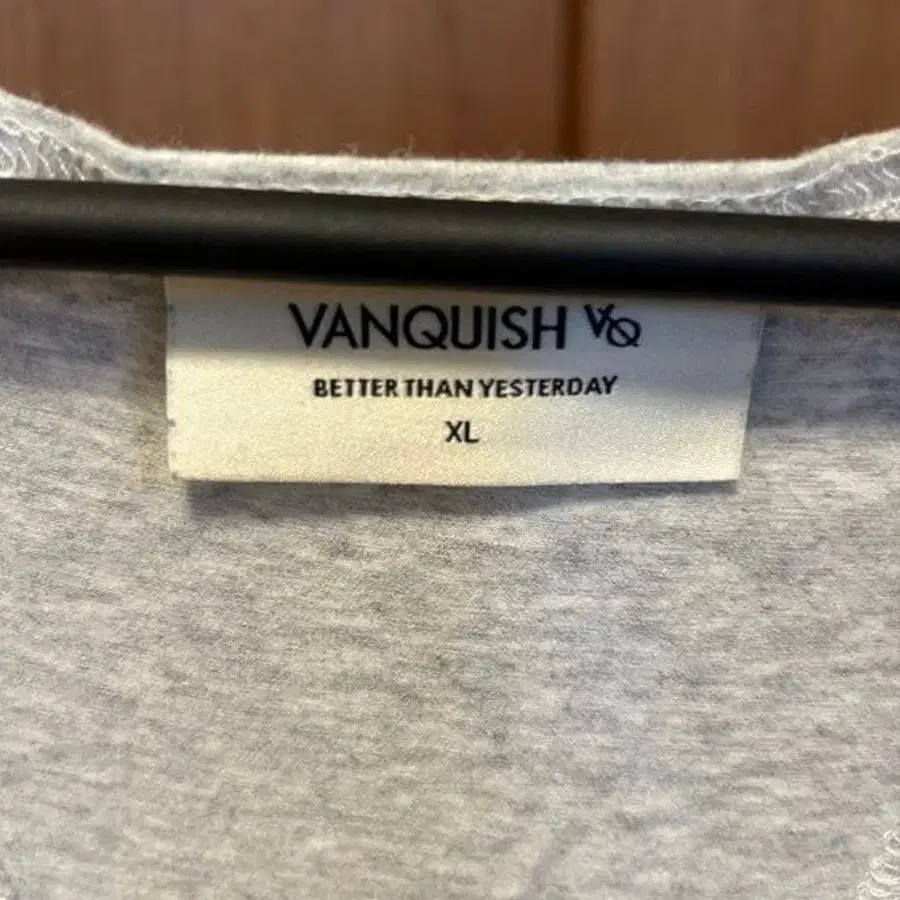 VANQUISH VQ
BETTER THAN YESTERDAY
XL